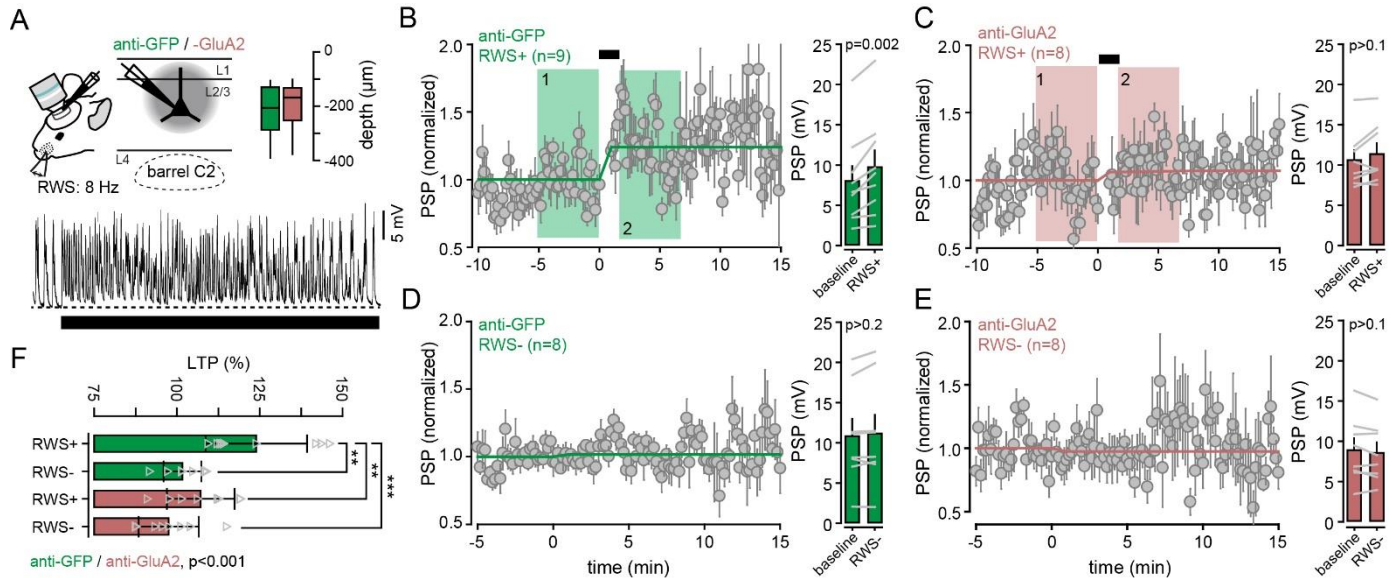 A
anti-GFP / -GluA2
L1
L2/3
L4
barrel C2
RWS: 8 Hz
0
-200
-400
depth (µm)
5 mV
B
anti-GFP
RWS+ (n=9)
1
2
2.0
1.5
1.0
0.5
PSP (normalized)
-10 -5 0 5 10 15
25
20
15
10
5
0
PSP (mV)
p=0.002
baseline
RWS+
C
anti-GluA2
RWS+ (n=8)
1
2
2.0
1.5
1.0
0.5
PSP (normalized)
-10 -5 0 5 10 15
25
20
15
10
5
0
PSP (mV)
p>0.1
baseline
RWS+
D
anti-GFP
RWS- (n=8)
2.0
1.5
1.0
0.5
PSP (normalized)
-5 0 5 10 15
time (min)
25
20
15
10
5
0
PSP (mV)
p>0.2
baseline
RWS-
E
anti-GluA2
RWS- (n=8)
2.0
1.5
1.0
0.5
PSP (normalized)
-5 0 5 10 15
time (min)
25
20
15
10
5
0
PSP (mV)
p>0.1
baseline
RWS-
F
LTP (%)
75 100 125 150
RWS+
RWS-
RWS+
RWS-
**
**
***
anti-GFP / anti-GluA2, p<0.001